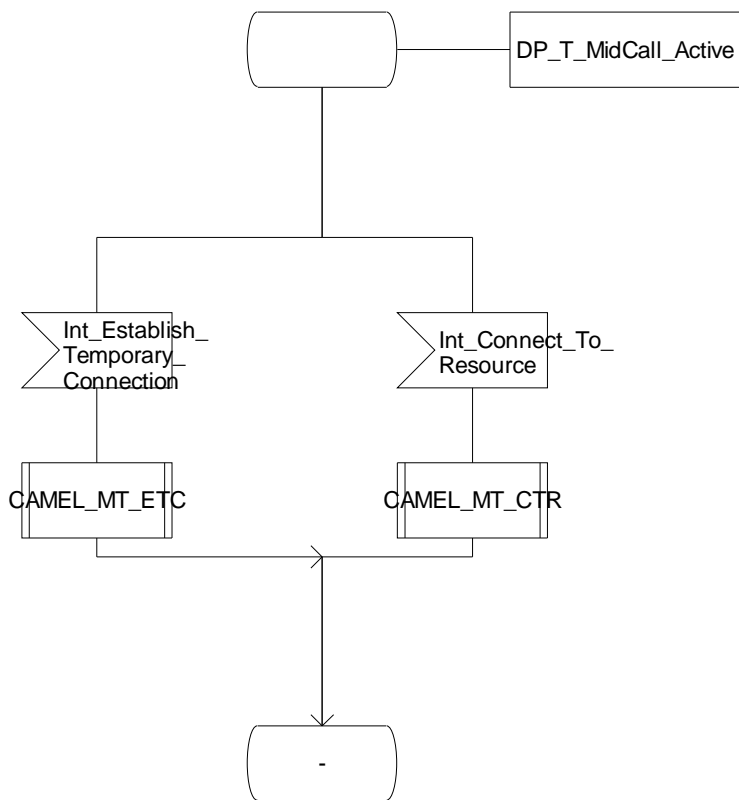 DP_T_MidCall_Active
Int_Establish_
Temporary_
Connection
Int_Connect_To_
Resource
CAMEL_MT_ETC
CAMEL_MT_CTR
-